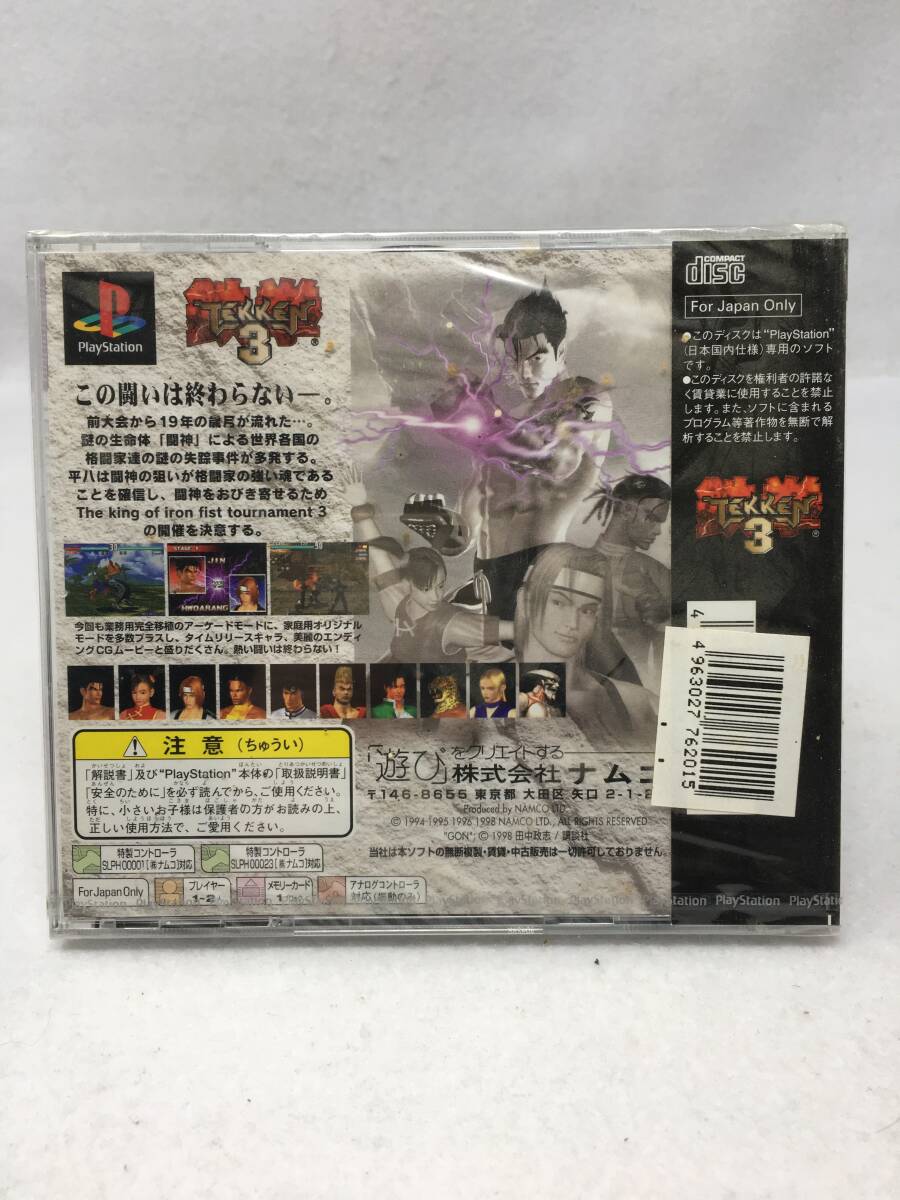 PlayStation
TEKKEN
3
この闘いは終わらない—。
前大会から19年の歳月が流れた…。
謎の生命体「闘神」による世界各国の
格闘家達の謎の失踪事件が多発する。
平八は闘神の狙いが格闘家の強い魂である
ことを確信し、闘神をおびき寄せるため
The king of iron fist tournament 3
の開催を決意する。
STAGE 1
JIN
HWOARANG
今回も業務用完全移植のアーケードモードに、家庭用オリジナル
モードを多数プラスし、タイムリリースキャラ、美麗のエンディ
ングCGムービーと盛りだくさん。熱い闘いは終わらない!
注意(ちゅうい)
「解説書」及び"PlayStation"本体の「取扱説明書」
「安全のために」を必ず読んでから、ご使用ください。
特に、小さいお子様は保護者の方がお読みの上、
正しい使用方法で、ご愛用ください。
特製コントローラ
SLPH00001[㈱ナムコ]対応
特製コントローラ
SLPH00023[㈱ナムコ]対応
For Japan Only
プレイヤー
1~2人
メモリーカード
アナログコントローラ
対応(振動のみ)
「遊び」をクリエイトする
株式会社ナムコ
〒146-8655 東京都 大田区 矢口 2-1-2
Produced by NAMCO LTD.
© 1994 1995 1996 1998 NAMCO LTD., ALL RIGHTS RESERVED
"GON"; © 1998 田中政志/講談社
当社は本ソフトの無断複製・賃貸・中古販売は一切許可しておりません。
COMPACT
disc
For Japan Only
●このディスクは"PlayStation"
(日本国内仕様)専用のソフト
です。
●このディスクを権利者の許諾な
く賃貸業に使用することを禁止
します。また、ソフトに含まれる
プログラム等著作物を無断で解
析することを禁止します。
TEKKEN
3
4
4 963027 762015
PlayStation PlayStation PlayStation